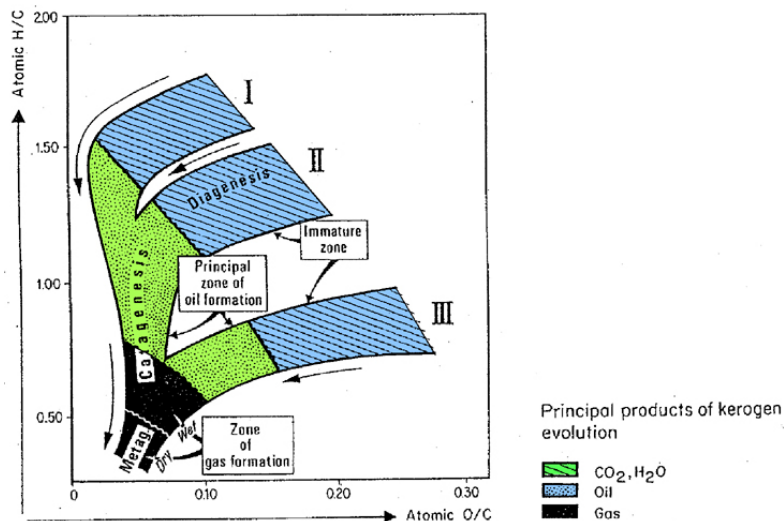 Atomic H/C
2.00
1.50
1.00
0.50
0
0.10
0.20
0.30
Atomic O/C
I
II
III
Diagenesis
Immature
zone
Principal
zone of
oil formation
Catagenesis
Metag.
Wet
Dry
Zone
of
gas formation
Principal products of kerogen
evolution
CO₂, H₂O
Oil
Gas